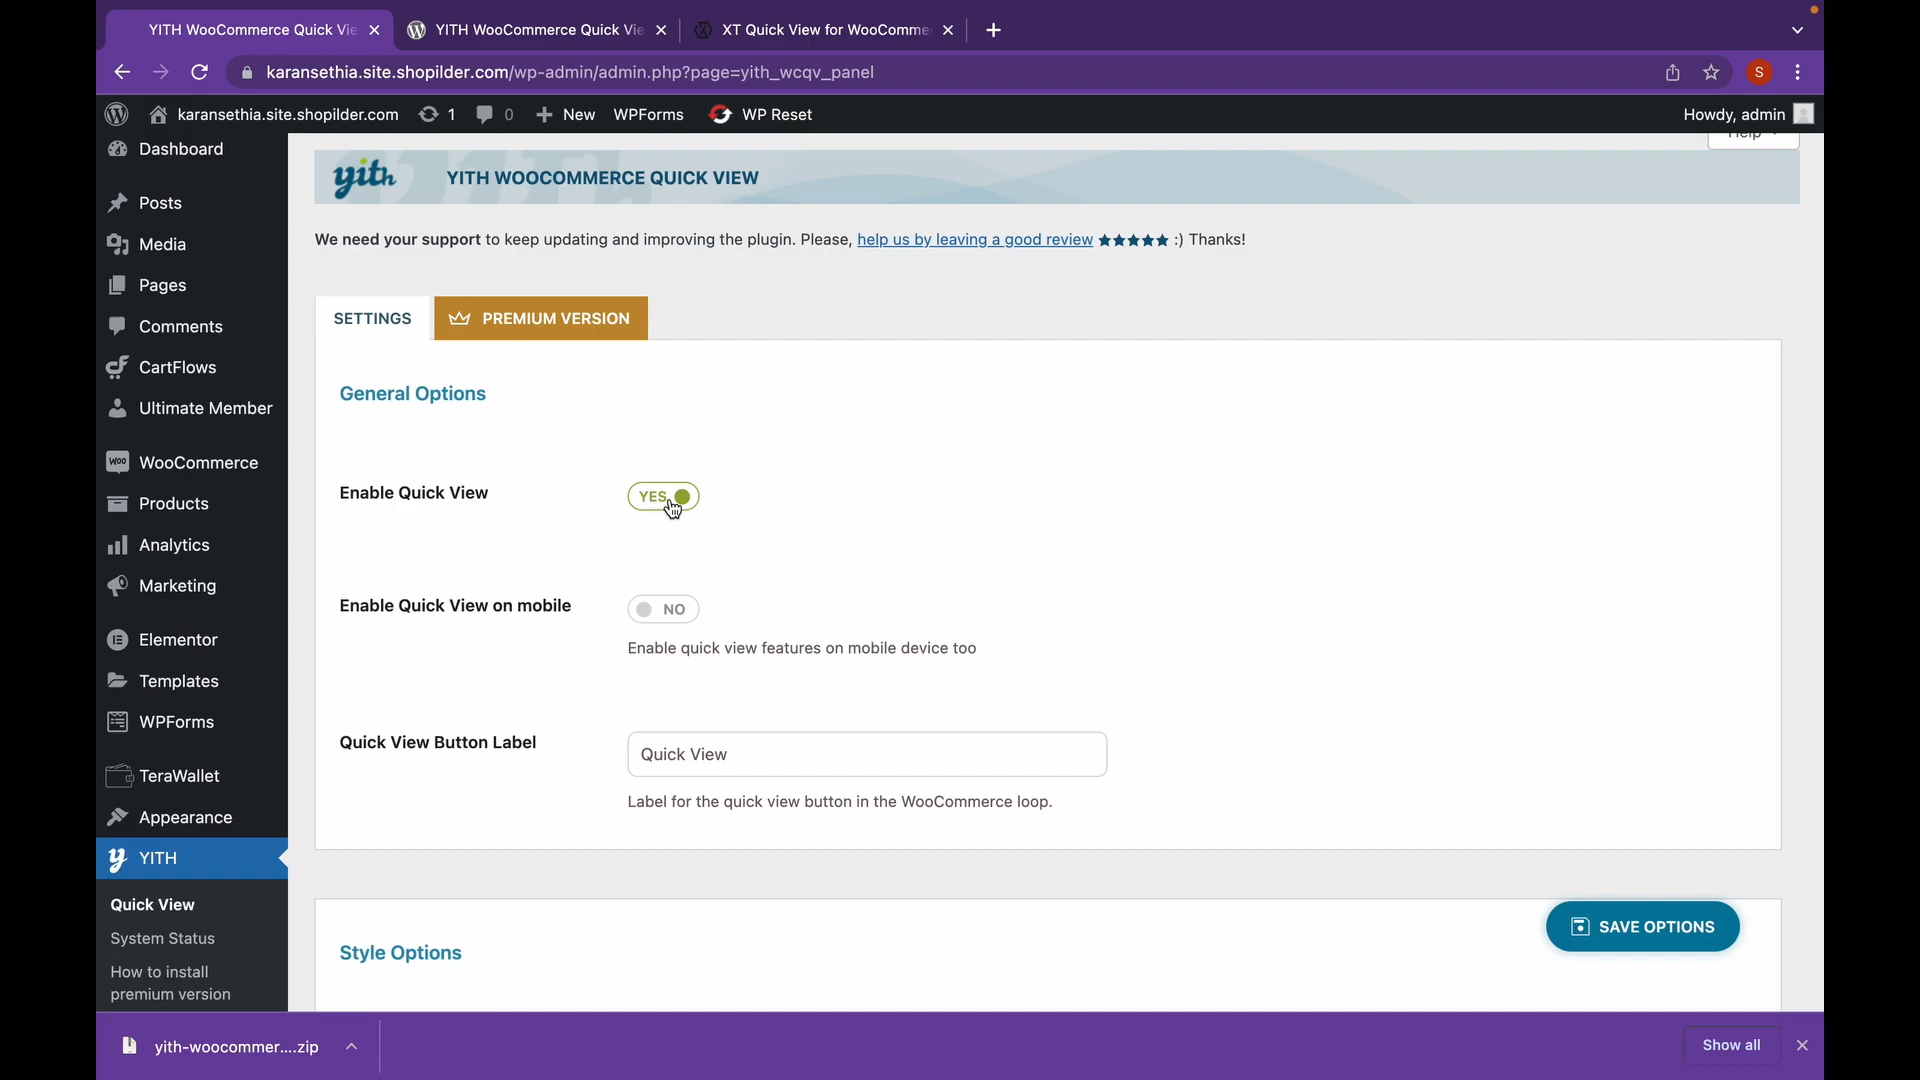 YITH WooCommerce Quick Vie
YITH WooCommerce Quick Vie
XT Quick View for WooComme
karansethia.site.shopilder.com/wp-admin/admin.php?page=yith_wcqv_panel
S
karansethia.site.shopilder.com
1
0
New
WPForms
WP Reset
Howdy, admin
Help
Dashboard
Posts
Media
Pages
Comments
CartFlows
Ultimate Member
Woo
WooCommerce
Products
Analytics
Marketing
Elementor
Templates
WPForms
TeraWallet
Appearance
YITH
Quick View
System Status
How to install
premium version
yith
YITH WOOCOMMERCE QUICK VIEW
We need your support to keep updating and improving the plugin. Please, help us by leaving a good review ★★★★★ :) Thanks!
SETTINGS
PREMIUM VERSION
General Options
Enable Quick View
YES
Enable Quick View on mobile
NO
Enable quick view features on mobile device too
Quick View Button Label
Quick View
Label for the quick view button in the WooCommerce loop.
Style Options
SAVE OPTIONS
yith-woocommer....zip
Show all